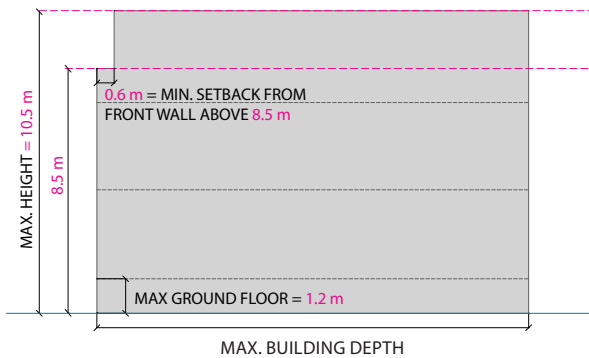 MAX. HEIGHT = 10.5 m
8.5 m
0.6 m = MIN. SETBACK FROM
FRONT WALL ABOVE 8.5 m
MAX GROUND FLOOR = 1.2 m
MAX. BUILDING DEPTH